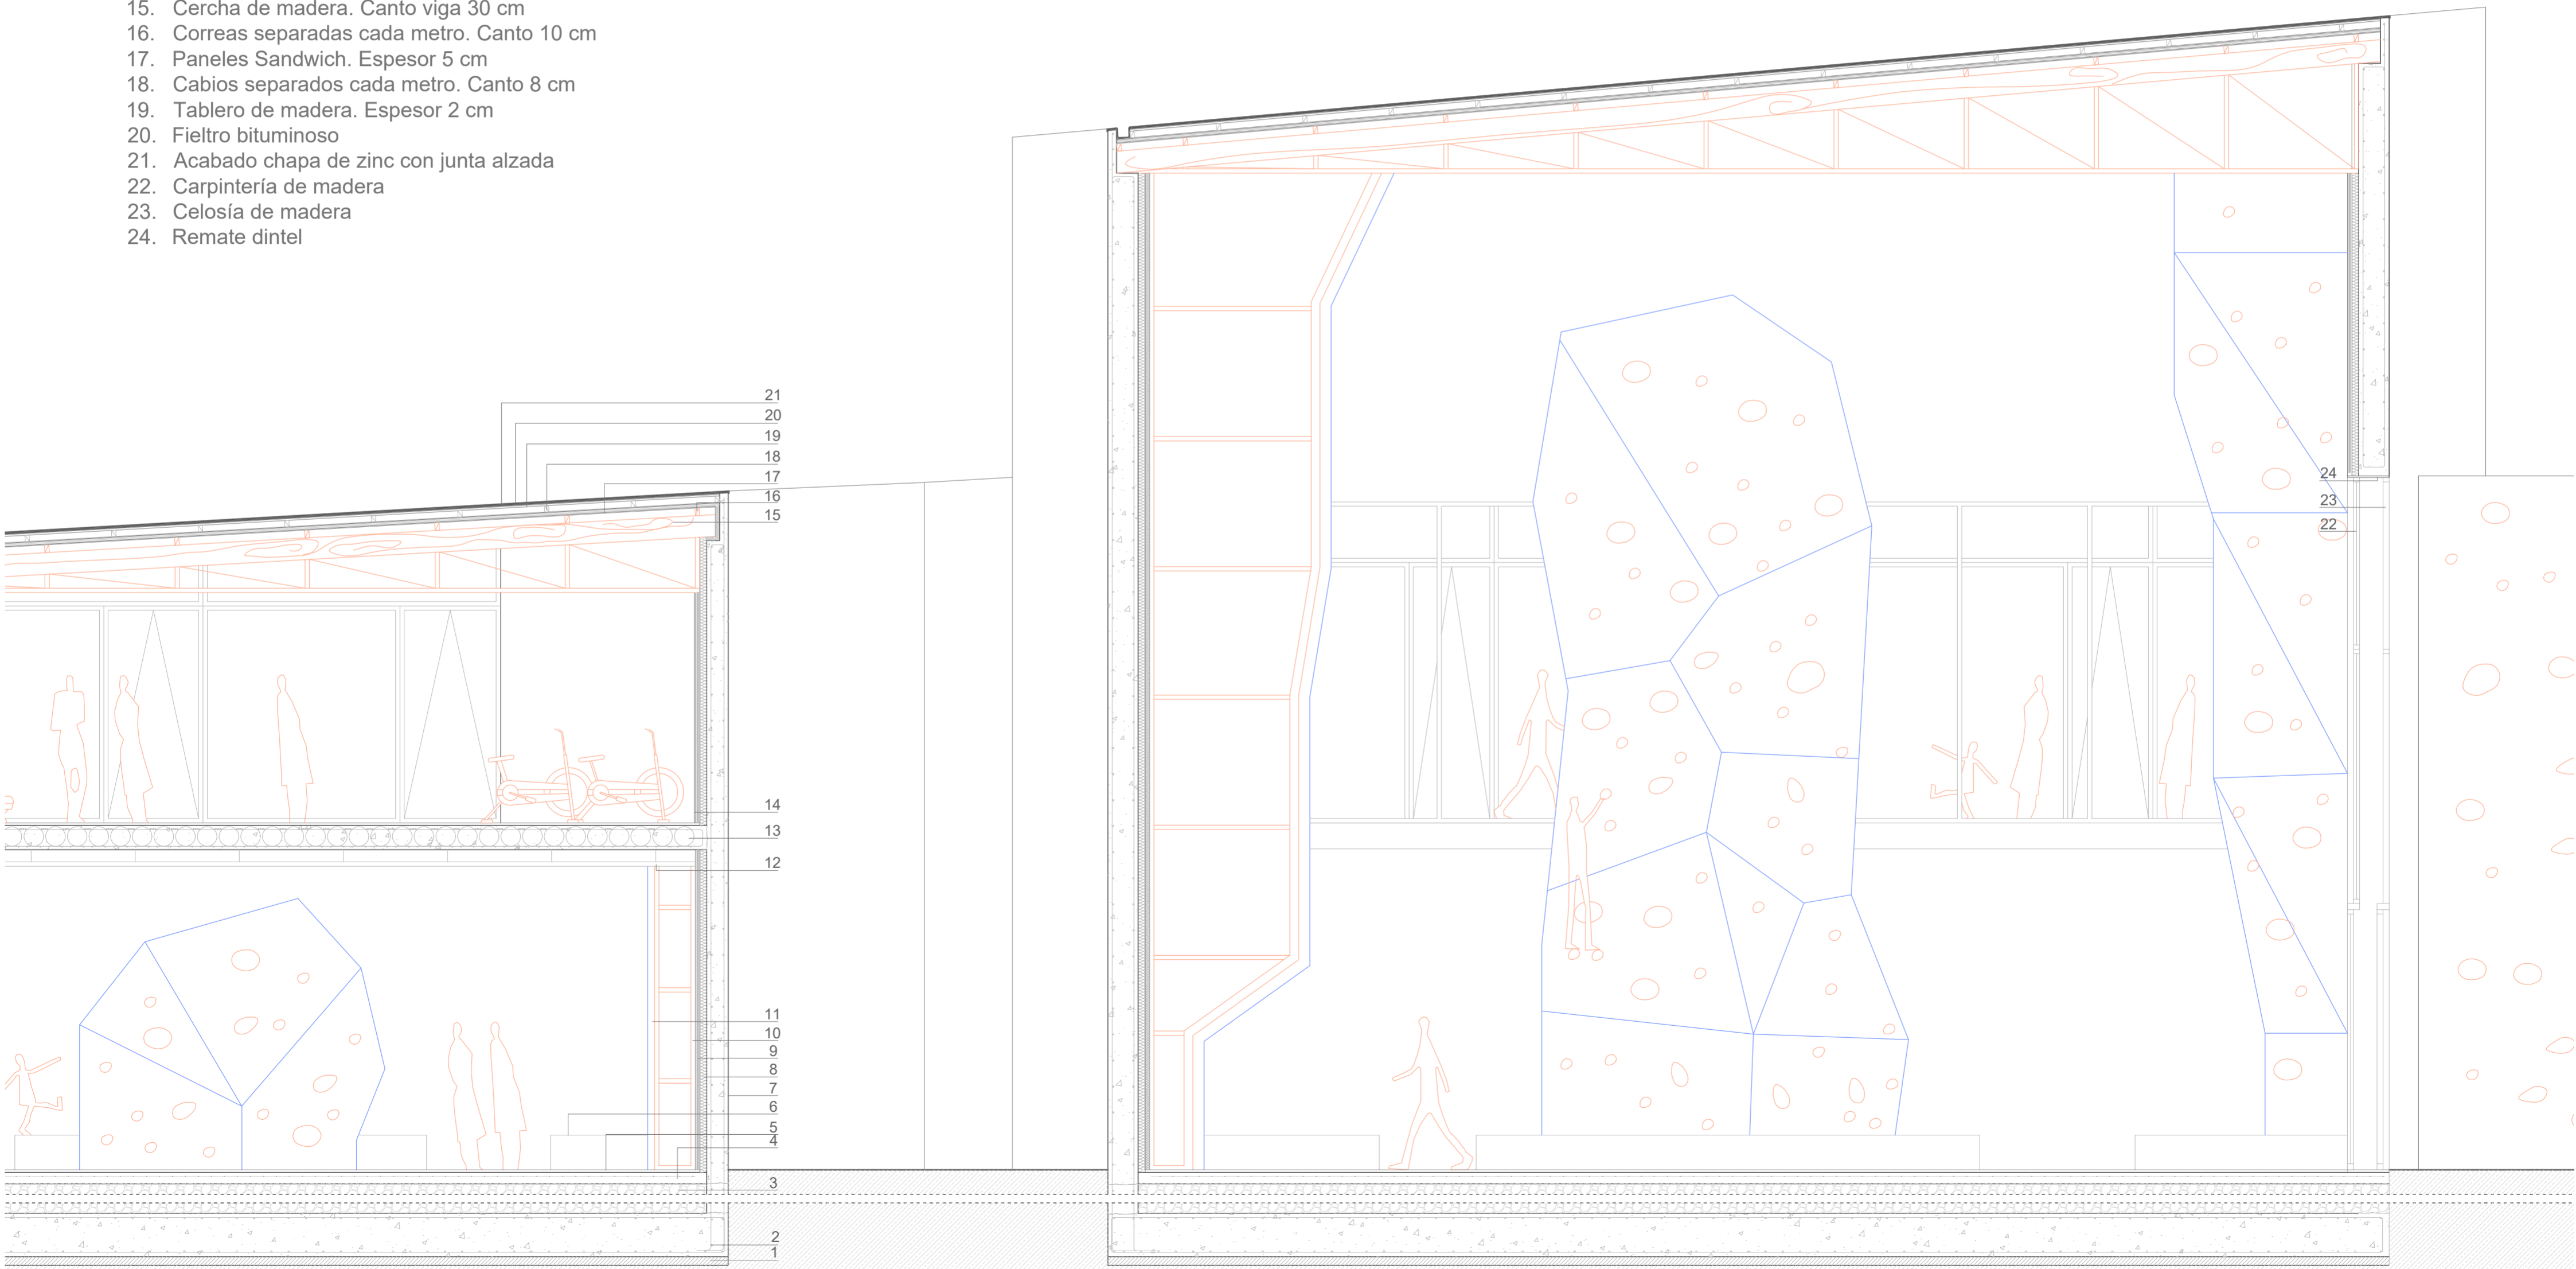 15. Cercha de madera. Canto viga 30 cm
16. Correas separadas cada metro. Canto 10 cm
17. Paneles Sandwich. Espesor 5 cm
18. Cabios separados cada metro. Canto 8 cm
19. Tablero de madera. Espesor 2 cm
20. Fieltro bituminoso
21. Acabado chapa de zinc con junta alzada
22. Carpintería de madera
23. Celosía de madera
24. Remate dintel
21
20
19
18
17
16
15
14
13
12
11
10
9
8
7
6
5
4
3
2
1
24
23
22